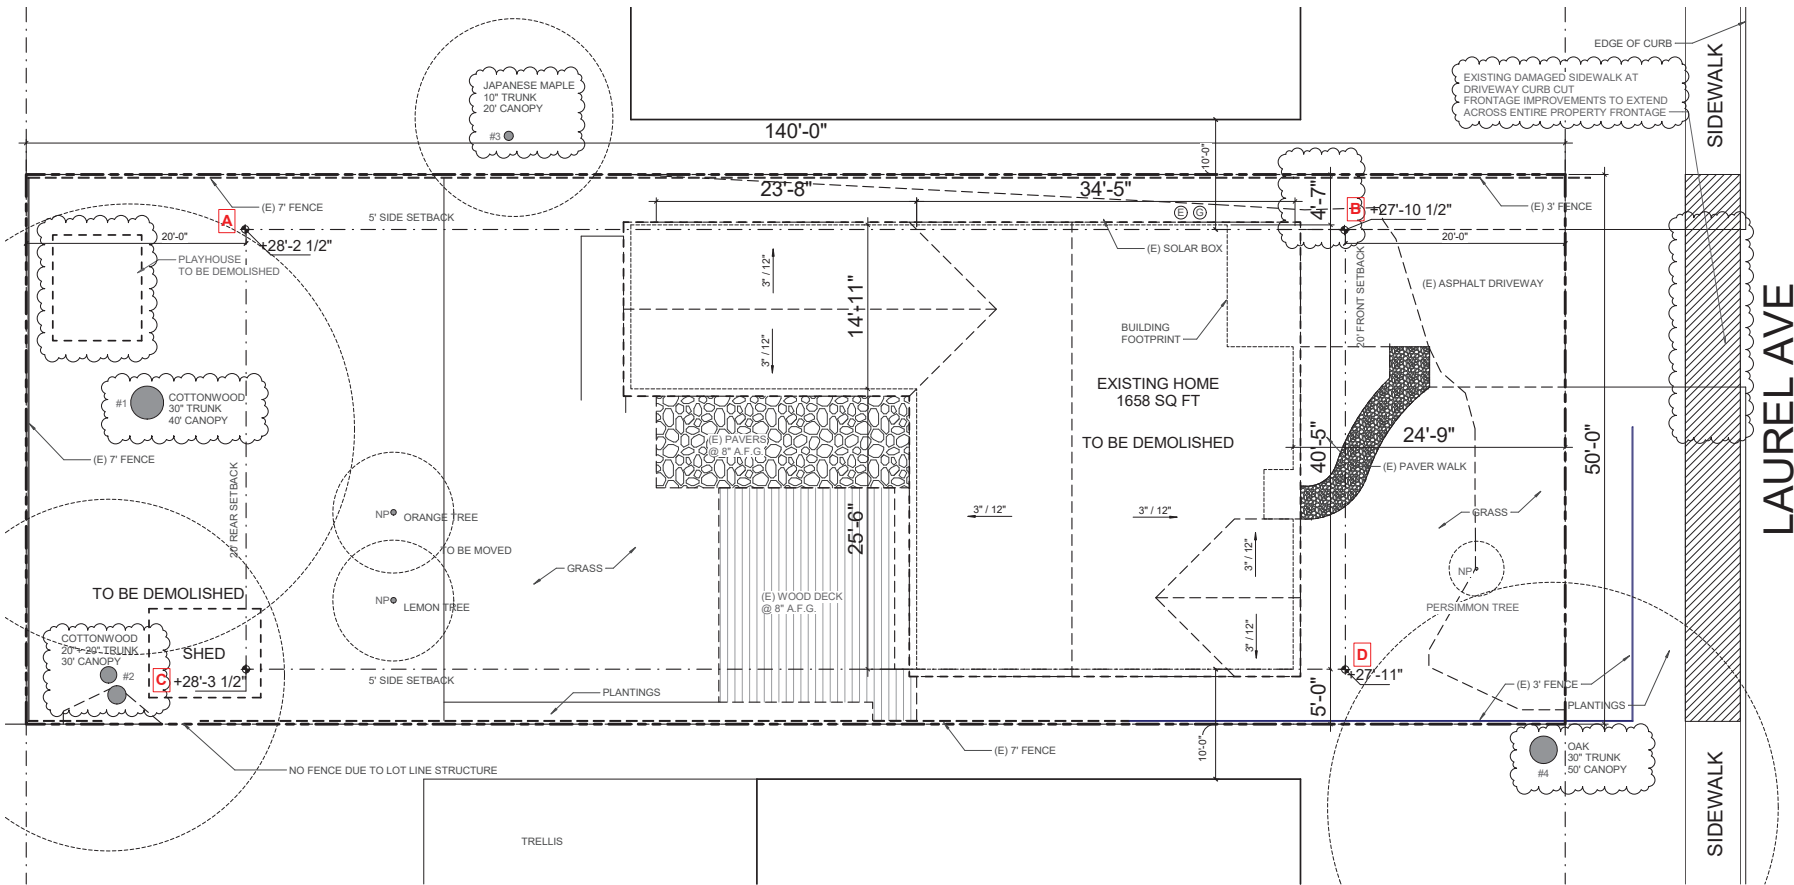 EDGE OF CURB
SIDEWALK
EXISTING DAMAGED SIDEWALK AT
DRIVEWAY CURB CUT
FRONTAGE IMPROVEMENTS TO EXTEND
ACROSS ENTIRE PROPERTY FRONTAGE
JAPANESE MAPLE
10" TRUNK
20' CANOPY
#3
140'-0"
10'-0"
23'-8"
34'-5"
4'-7"
(E) 7' FENCE
5' SIDE SETBACK
A
+28'-2 1/2"
20'-0"
E G
B
+27'-10 1/2"
(E) 3' FENCE
20'-0"
(E) SOLAR BOX
PLAYHOUSE
TO BE DEMOLISHED
3" / 12"
3" / 12"
14'-11"
20' FRONT SETBACK
(E) ASPHALT DRIVEWAY
BUILDING
FOOTPRINT
LAUREL AVE
#1
COTTONWOOD
30" TRUNK
40' CANOPY
EXISTING HOME
1658 SQ FT
TO BE DEMOLISHED
(E) PAVERS
@ 8" A.F.G.
40'-5"
24'-9"
50'-0"
(E) 7' FENCE
(E) PAVER WALK
20' REAR SETBACK
NP
ORANGE TREE
TO BE MOVED
NP
LEMON TREE
GRASS
25'-6"
3" / 12"
3" / 12"
GRASS
3" / 12"
3" / 12"
NP
PERSIMMON TREE
(E) WOOD DECK
@ 8" A.F.G.
TO BE DEMOLISHED
COTTONWOOD
20"+20" TRUNK
30' CANOPY
#2
SHED
C
+28'-3 1/2"
5' SIDE SETBACK
PLANTINGS
D
+27'-11"
5'-0"
(E) 3' FENCE
PLANTINGS
(E) 7' FENCE
10'-0"
NO FENCE DUE TO LOT LINE STRUCTURE
OAK
30" TRUNK
50' CANOPY
#4
TRELLIS
SIDEWALK